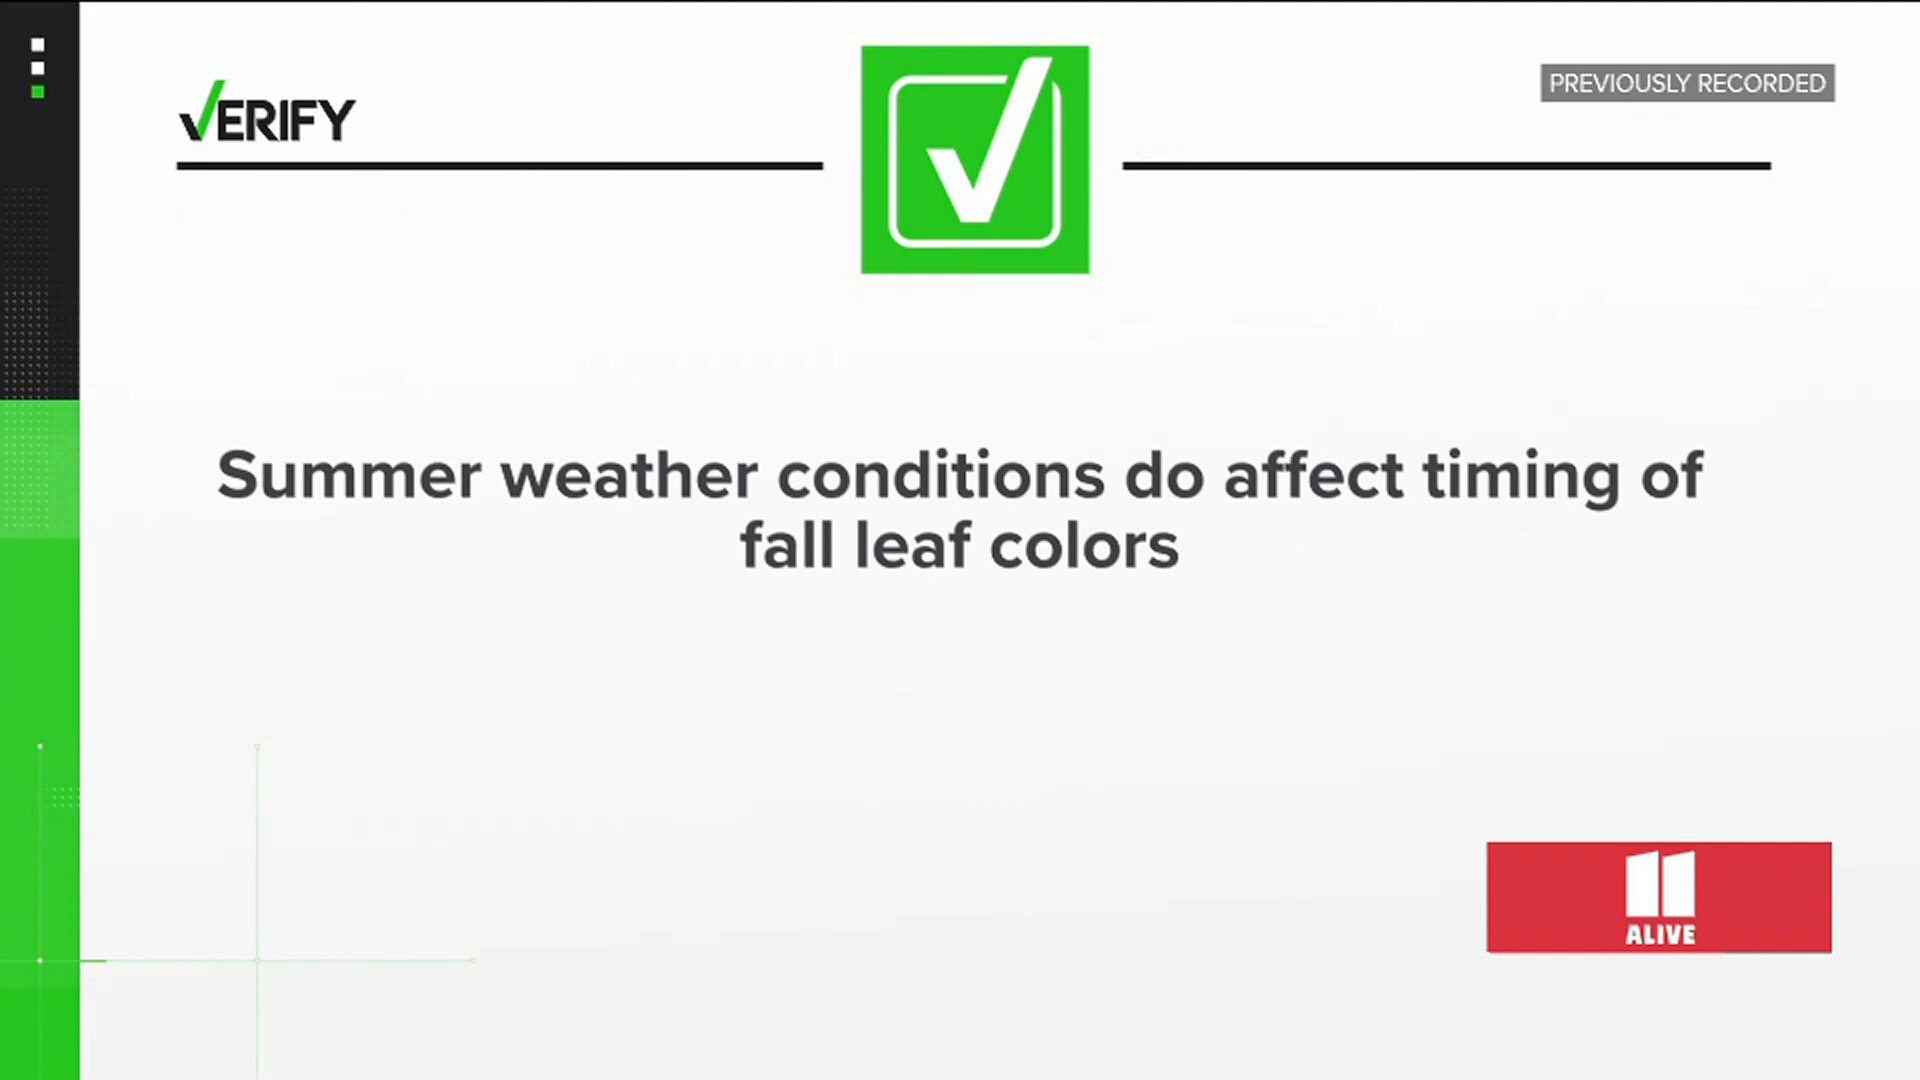 VERIFY
PREVIOUSLY RECORDED
Summer weather conditions do affect timing of
fall leaf colors
11
ALIVE